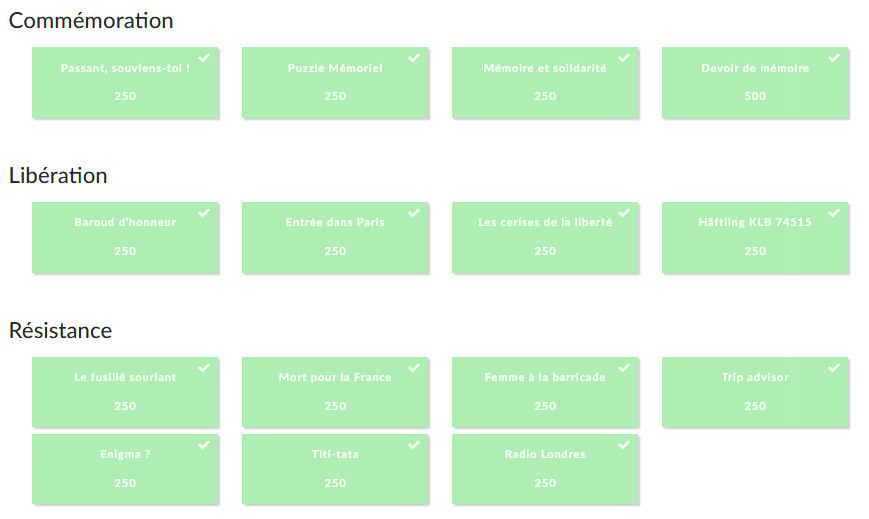 Commémoration
Passant, souviens-toi !
250
Puzzle Mémoriel
250
Mémoire et solidarité
250
Devoir de mémoire
500
Libération
Baroud d'honneur
250
Entrée dans Paris
250
Les cerises de la liberté
250
Häftling KLB 74515
250
Résistance
Le fusillé souriant
250
Mort pour la France
250
Femme à la barricade
250
Trip advisor
250
Enigma ?
250
Titi-tata
250
Radio Londres
250